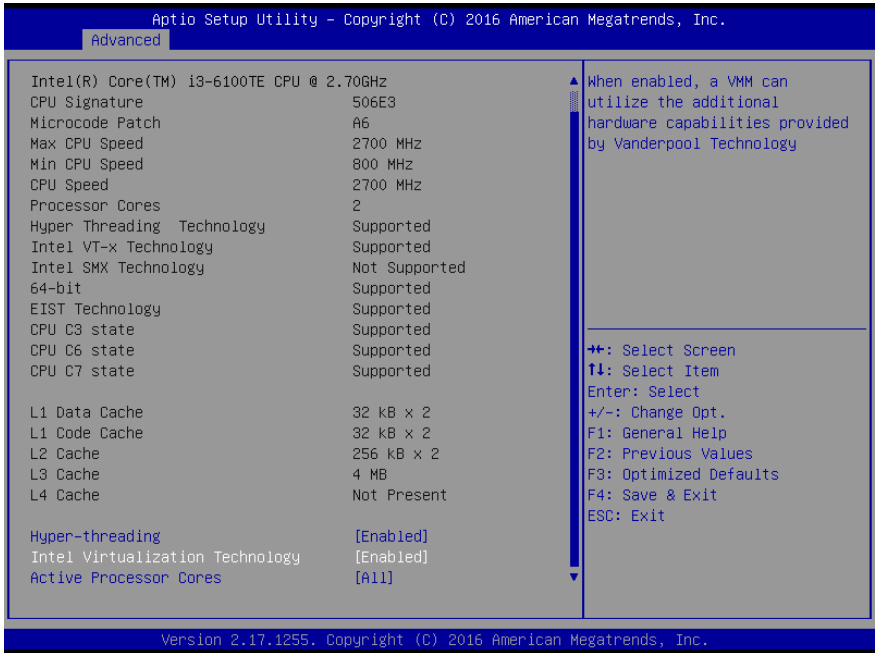 Aptio Setup Utility – Copyright (C) 2016 American Megatrends, Inc.
Advanced
Intel(R) Core(TM) i3-6100TE CPU @ 2.70GHz
CPU Signature 506E3
Microcode Patch A6
Max CPU Speed 2700 MHz
Min CPU Speed 800 MHz
CPU Speed 2700 MHz
Processor Cores 2
Hyper Threading Technology Supported
Intel VT-x Technology Supported
Intel SMX Technology Not Supported
64-bit Supported
EIST Technology Supported
CPU C3 state Supported
CPU C6 state Supported
CPU C7 state Supported
L1 Data Cache 32 kB x 2
L1 Code Cache 32 kB x 2
L2 Cache 256 kB x 2
L3 Cache 4 MB
L4 Cache Not Present
Hyper-threading [Enabled]
Intel Virtualization Technology [Enabled]
Active Processor Cores [All]
When enabled, a VMM can
utilize the additional
hardware capabilities provided
by Vanderpool Technology
→←: Select Screen
↑↓: Select Item
Enter: Select
+/-: Change Opt.
F1: General Help
F2: Previous Values
F3: Optimized Defaults
F4: Save & Exit
ESC: Exit
Version 2.17.1255. Copyright (C) 2016 American Megatrends, Inc.